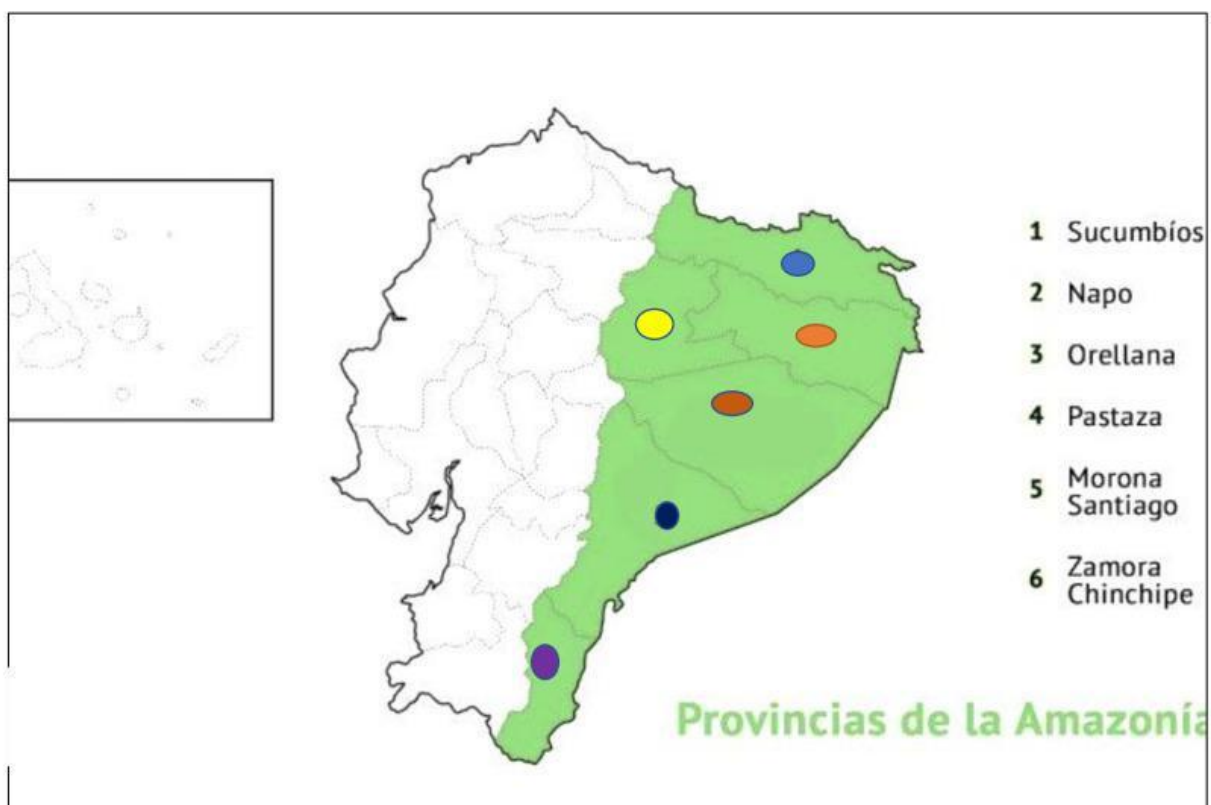 1 Sucumbíos
2 Napo
3 Orellana
4 Pastaza
5 Morona
Santiago
6 Zamora
Chinchipe
Provincias de la Amazonía